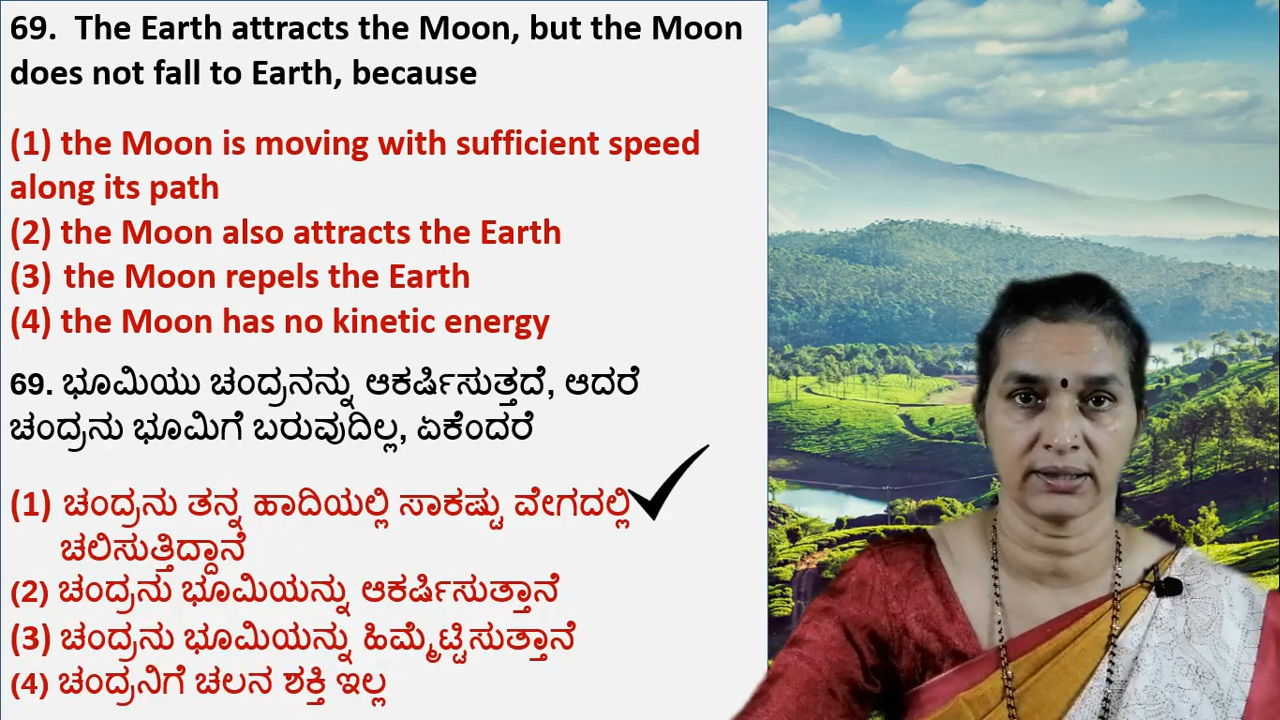 69. The Earth attracts the Moon, but the Moon
does not fall to Earth, because
(1) the Moon is moving with sufficient speed
along its path
(2) the Moon also attracts the Earth
(3) the Moon repels the Earth
(4) the Moon has no kinetic energy
69. ಭೂಮಿಯು ಚಂದ್ರನನ್ನು ಆಕರ್ಷಿಸುತ್ತದೆ, ಆದರೆ
ಚಂದ್ರನು ಭೂಮಿಗೆ ಬರುವುದಿಲ್ಲ, ಏಕೆಂದರೆ
(1) ಚಂದ್ರನು ತನ್ನ ಹಾದಿಯಲ್ಲಿ ಸಾಕಷ್ಟು ವೇಗದಲ್ಲಿ
ಚಲಿಸುತ್ತಿದ್ದಾನೆ
(2) ಚಂದ್ರನು ಭೂಮಿಯನ್ನು ಆಕರ್ಷಿಸುತ್ತಾನೆ
(3) ಚಂದ್ರನು ಭೂಮಿಯನ್ನು ಹಿಮ್ಮೆಟ್ಟಿಸುತ್ತಾನೆ
(4) ಚಂದ್ರನಿಗೆ ಚಲನ ಶಕ್ತಿ ಇಲ್ಲ